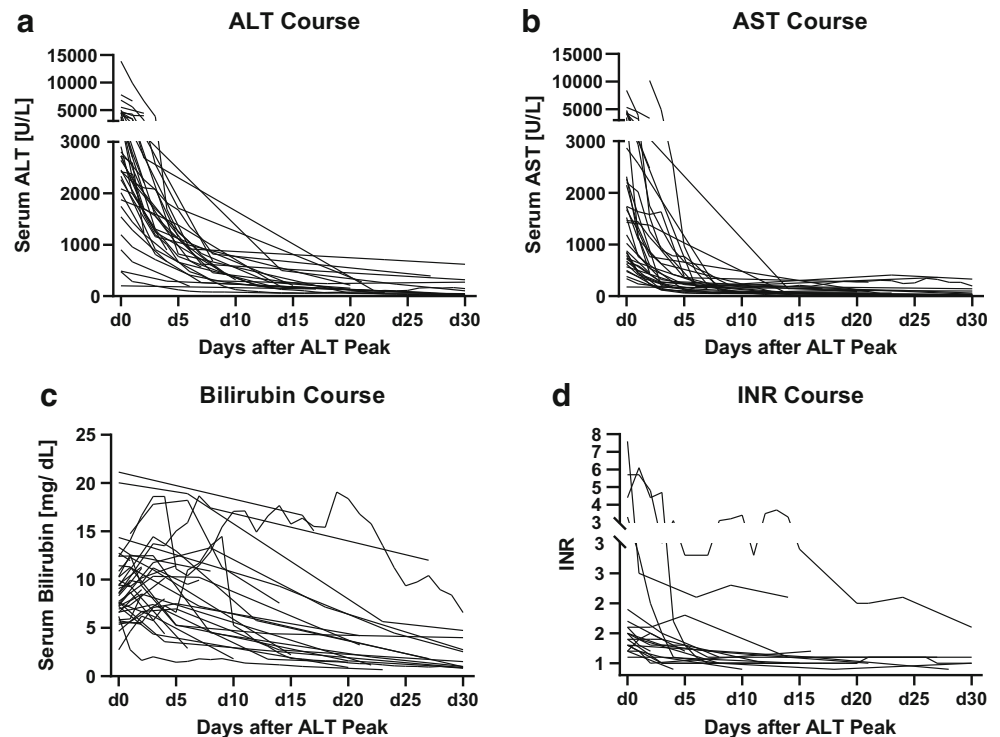 a
ALT Course
Serum ALT [U/L]
15000
10000
5000
3000
2000
1000
0
d0 d5 d10 d15 d20 d25 d30
Days after ALT Peak
b
AST Course
Serum AST [U/L]
15000
10000
5000
3000
2000
1000
0
d0 d5 d10 d15 d20 d25 d30
Days after ALT Peak
c
Bilirubin Course
Serum Bilirubin [mg/ dL]
25
20
15
10
5
0
d0 d5 d10 d15 d20 d25 d30
Days after ALT Peak
d
INR Course
INR
8
7
6
5
4
3
3
3
2
2
1
d0 d5 d10 d15 d20 d25 d30
Days after ALT Peak